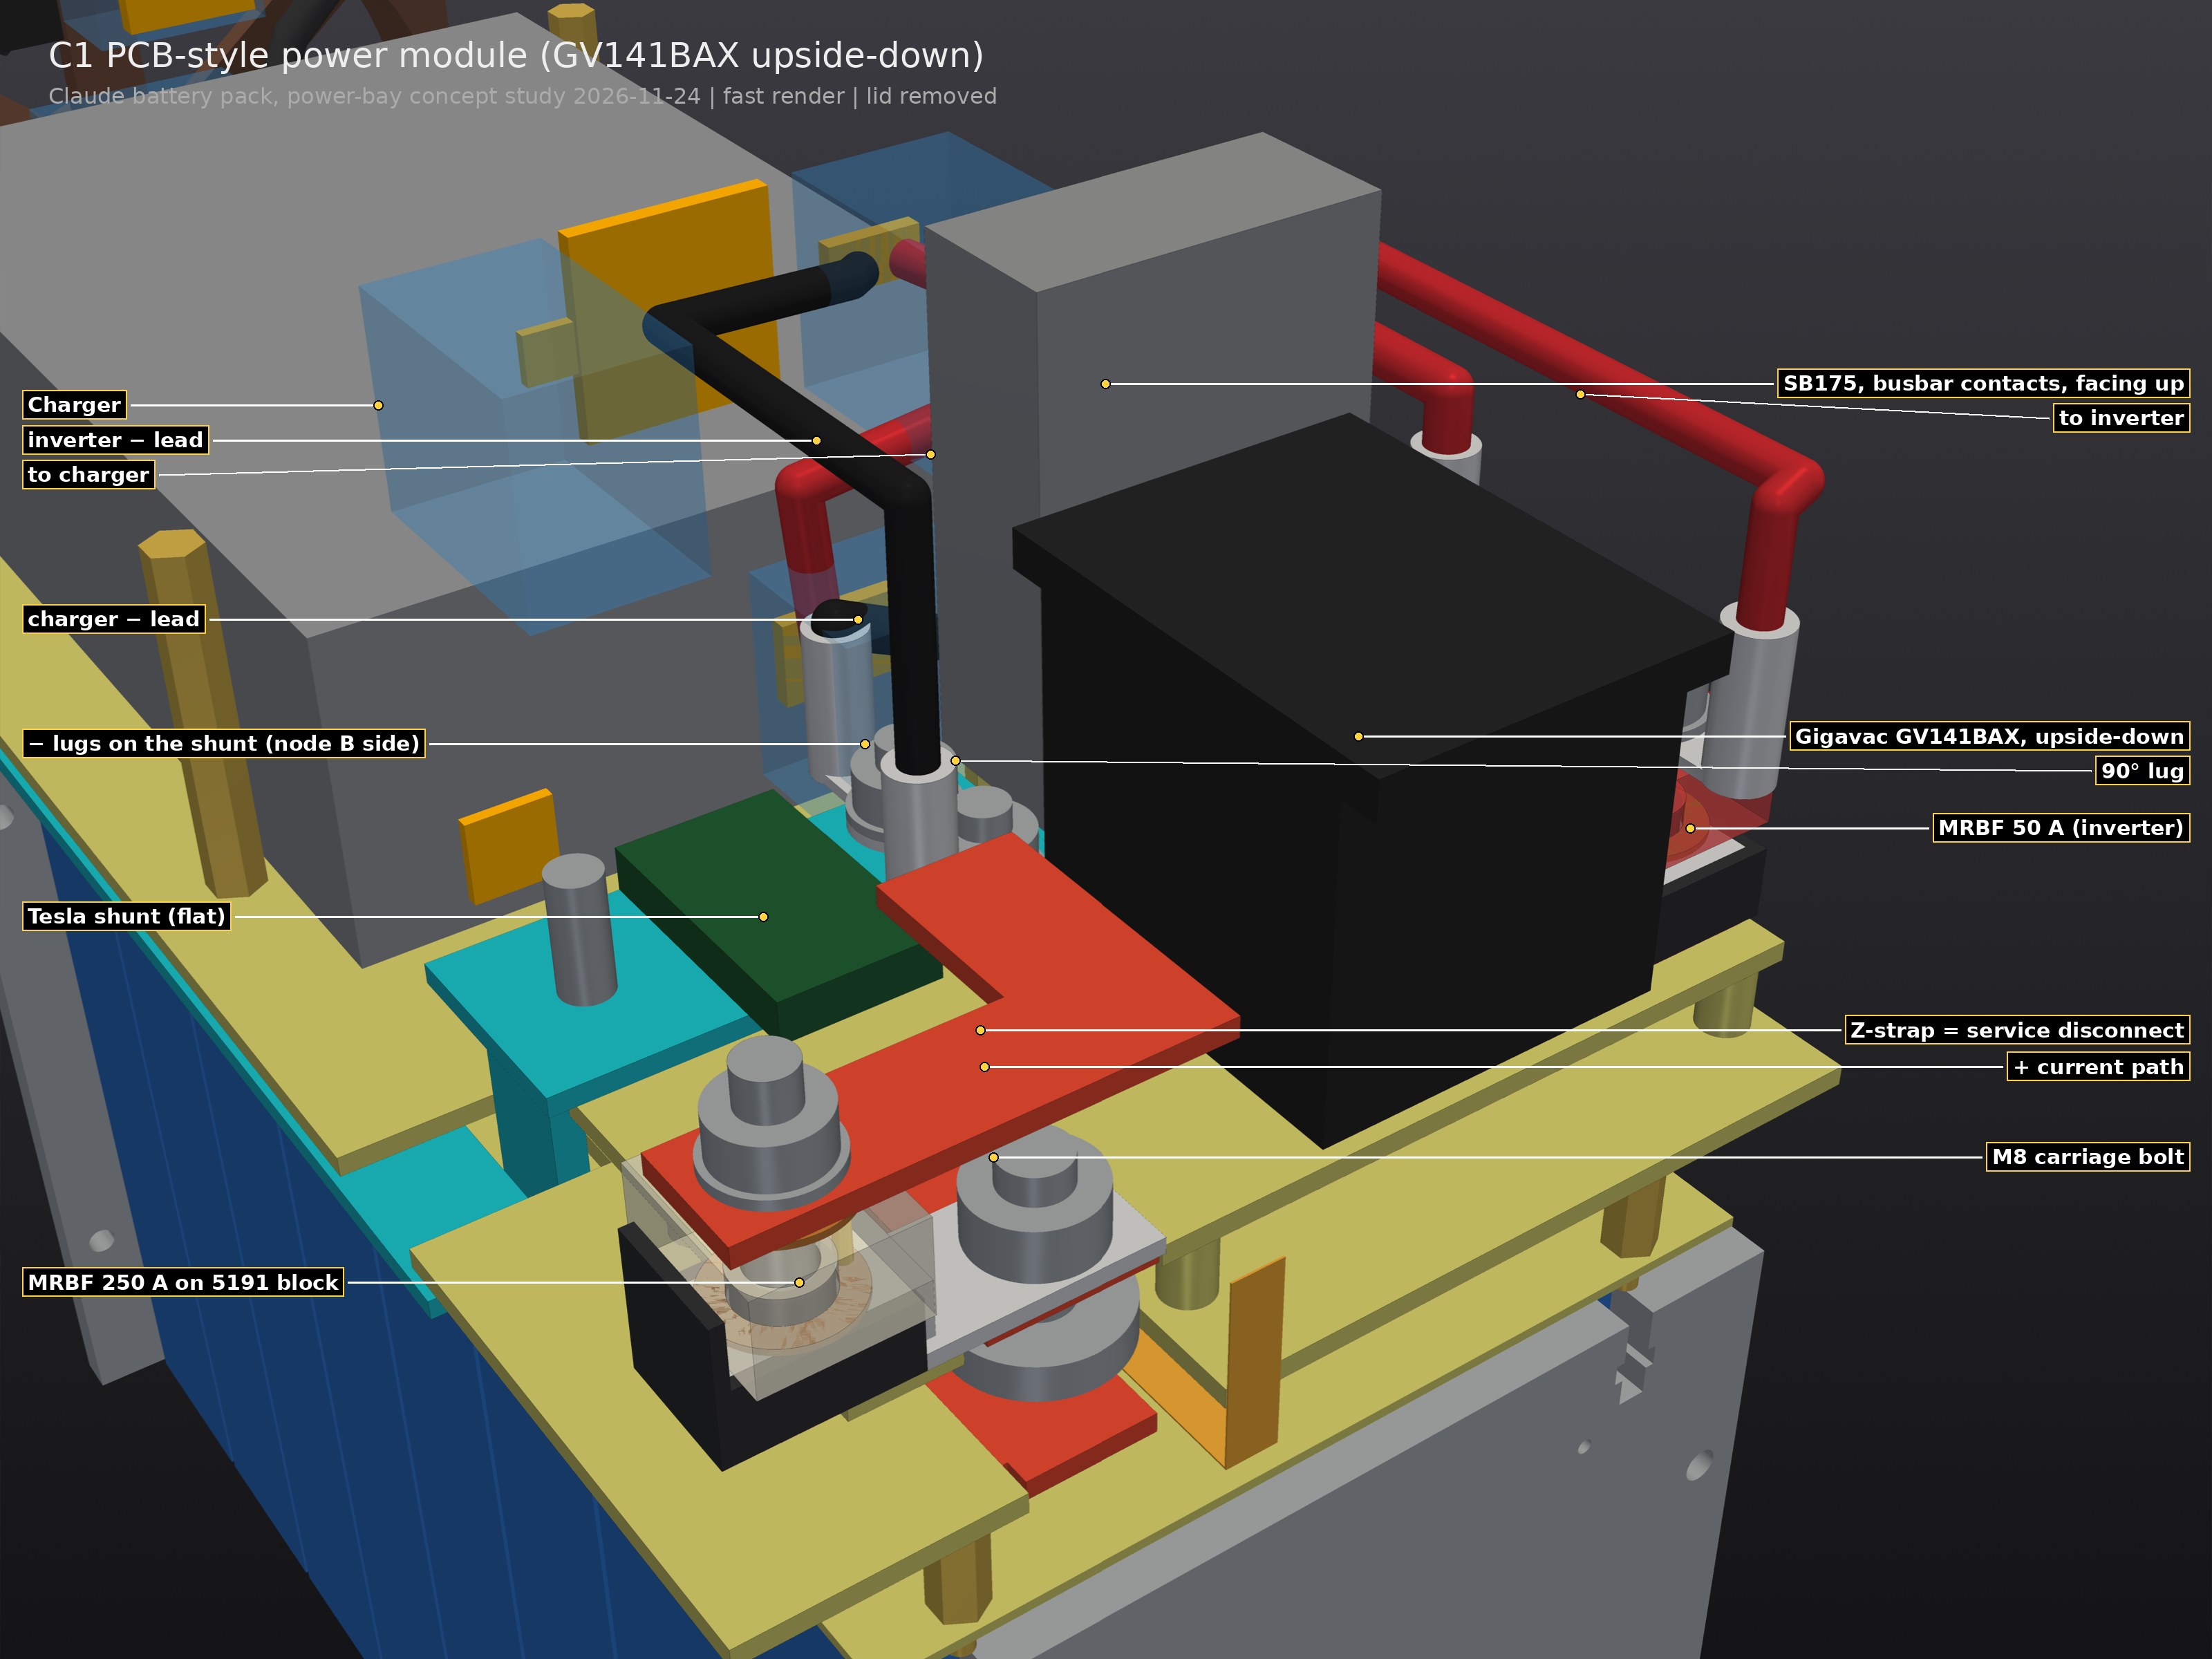 C1 PCB-style power module (GV141BAX upside-down)
Claude battery pack, power-bay concept study 2026-11-24 | fast render | lid removed
SB175, busbar contacts, facing up
Charger
to inverter
inverter − lead
to charger
charger − lead
− lugs on the shunt (node B side)
Gigavac GV141BAX, upside-down
90° lug
MRBF 50 A (inverter)
Tesla shunt (flat)
Z-strap = service disconnect
+ current path
M8 carriage bolt
MRBF 250 A on 5191 block